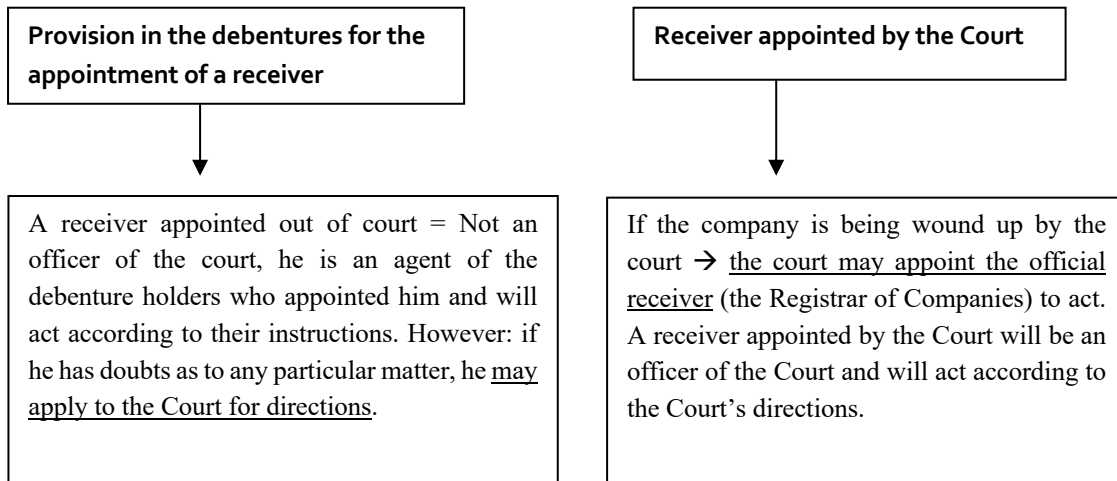 Provision in the debentures for the
appointment of a receiver
Receiver appointed by the Court
A receiver appointed out of court = Not an
officer of the court, he is an agent of the
debenture holders who appointed him and will
act according to their instructions. However: if
he has doubts as to any particular matter, he may
apply to the Court for directions.
If the company is being wound up by the
court → the court may appoint the official
receiver (the Registrar of Companies) to act.
A receiver appointed by the Court will be an
officer of the Court and will act according to
the Court’s directions.